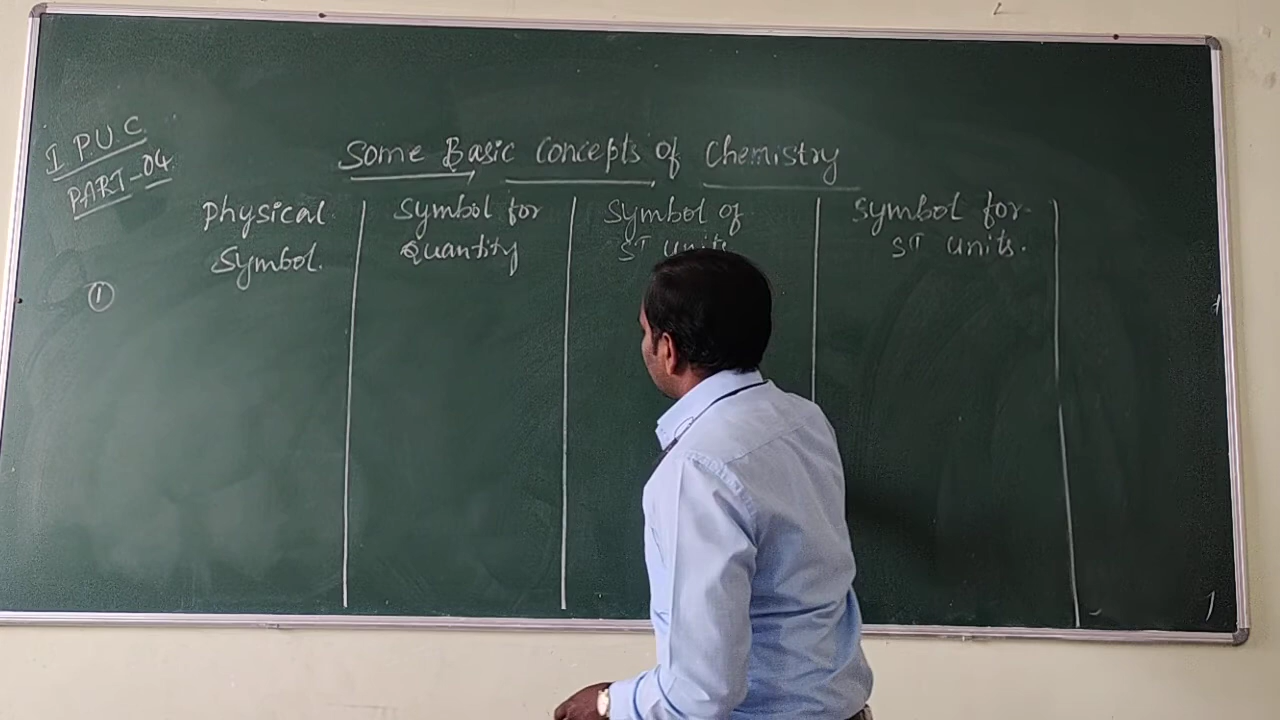 I P.U.C
PART-04
Some Basic Concepts of Chemistry
Physical Symbol.
Symbol for Quantity
Symbol of SI units
Symbol for SI units.
①